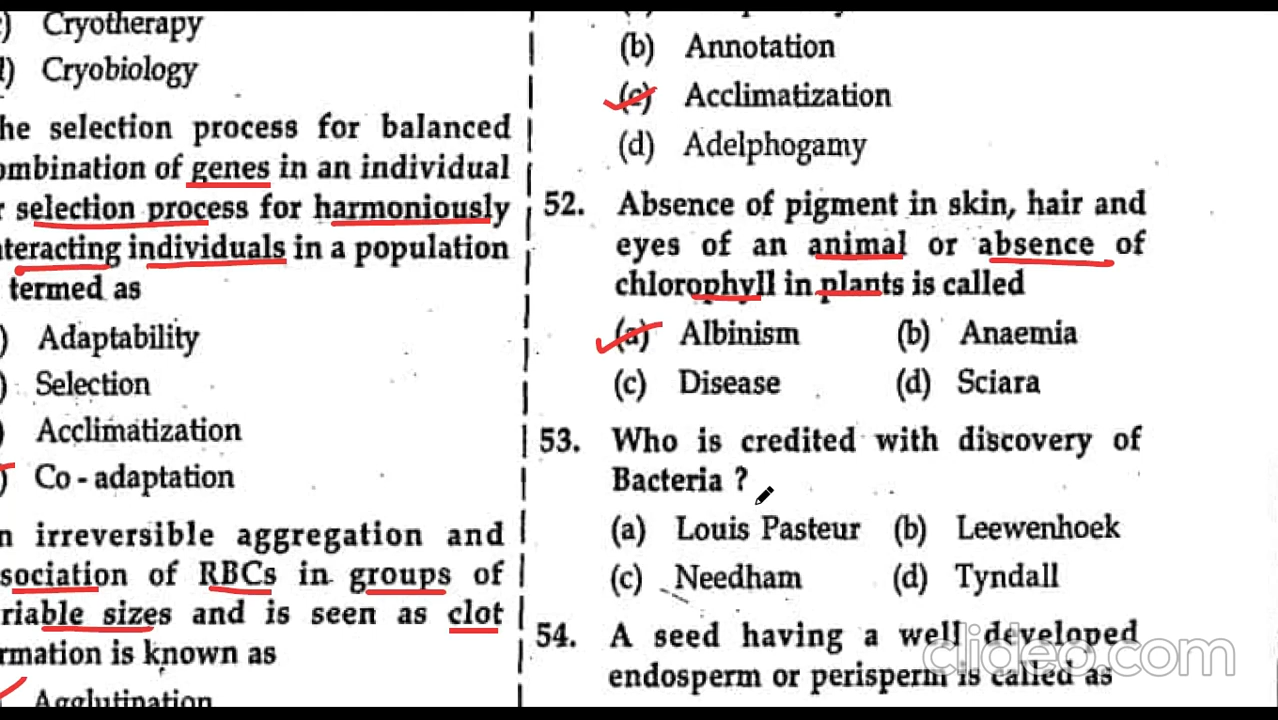 Cryotherapy
Cryobiology
he selection process for balanced
ombination of genes in an individual
r selection process for harmoniously
nteracting individuals in a population
termed as
) Adaptability
) Selection
) Acclimatization
) Co - adaptation
n irreversible aggregation and
sociation of RBCs in groups of
riable sizes and is seen as clot
rmation is known as
Agglutination
(b) Annotation
(c) Acclimatization
(d) Adelphogamy
52. Absence of pigment in skin, hair and
eyes of an animal or absence of
chlorophyll in plants is called
(a) Albinism (b) Anaemia
(c) Disease (d) Sciara
53. Who is credited with discovery of
Bacteria ?
(a) Louis Pasteur (b) Leewenhoek
(c) Needham (d) Tyndall
54. A seed having a well developed
endosperm or perisperm is called as
clideo.com